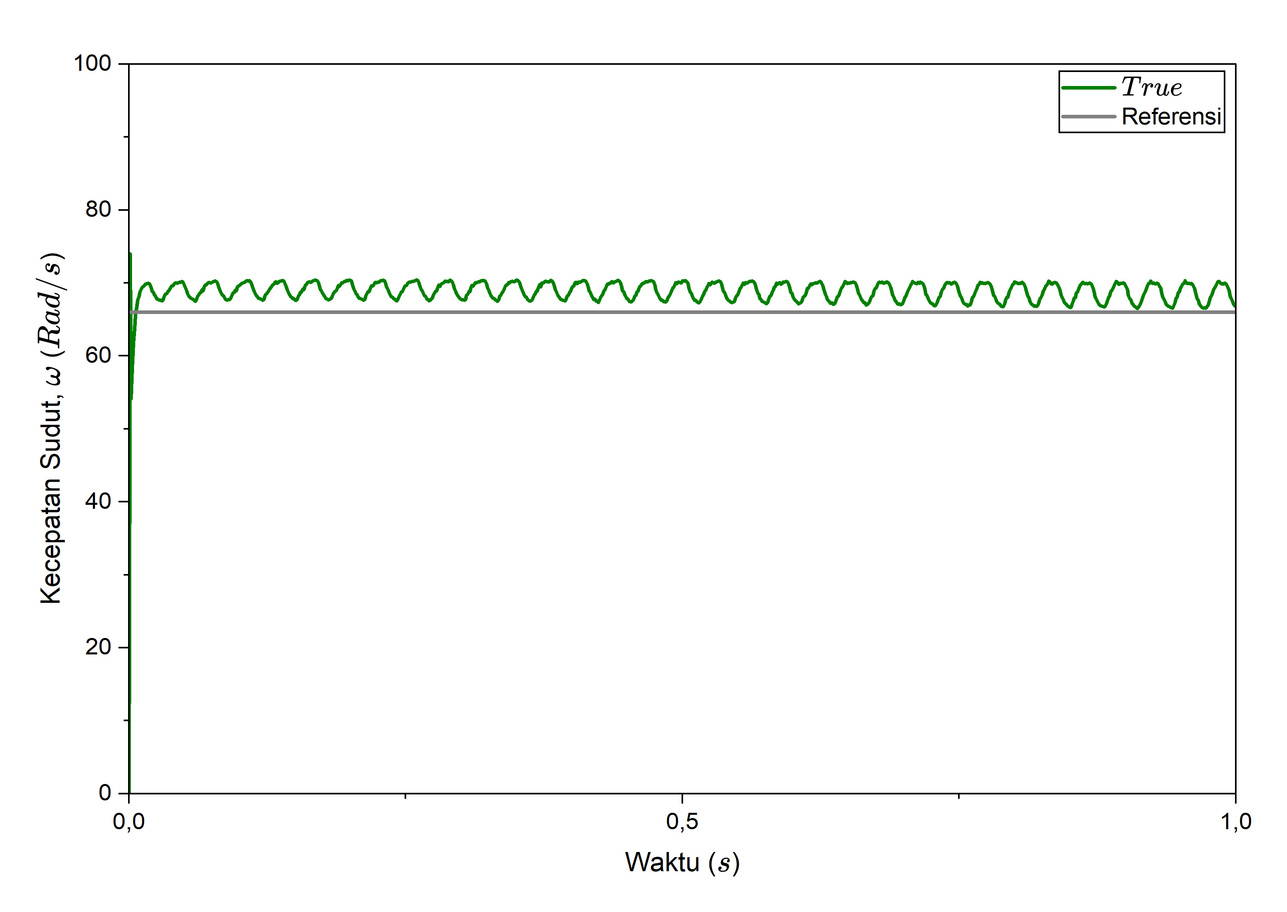 100
80
60
40
20
0
0,0
0,5
1,0
Kecepatan Sudut, ω (Rad/s)
Waktu (s)
True
Referensi